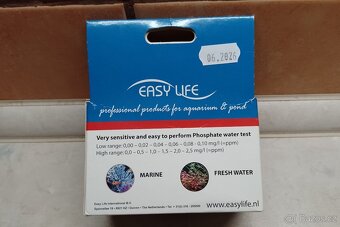 06.2026
EASY LIFE
professional products for aquarium & pond
Very sensitive and easy to perform Phosphate water test
Low range: 0,00 - 0,02 - 0,04 - 0,06 - 0,08 - 0,10 mg/l (=ppm)
High range: 0,0 - 0,5 - 1,0 - 1,5 - 2,0 - 2,5 mg/l (=ppm)
MARINE
FRESH WATER
Easy Life International B.V.
www.easylife.nl